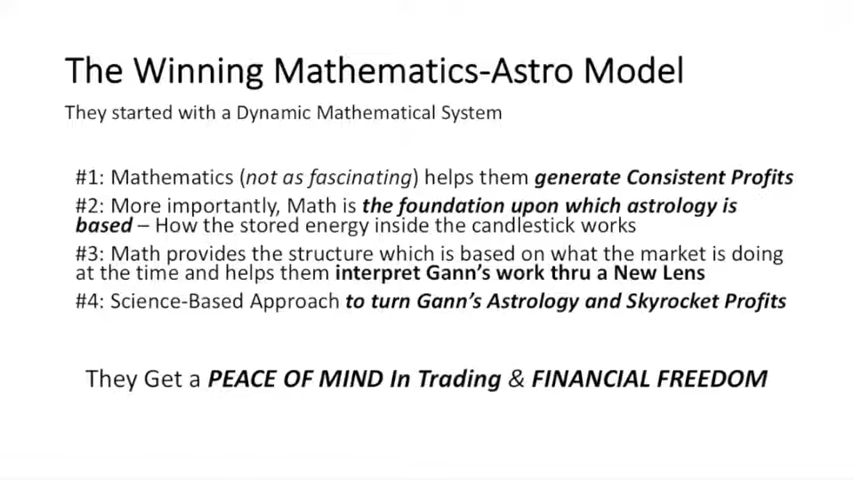 The Winning Mathematics-Astro Model
They started with a Dynamic Mathematical System
#1: Mathematics (not as fascinating) helps them generate Consistent Profits
#2: More importantly, Math is the foundation upon which astrology is
based – How the stored energy inside the candlestick works
#3: Math provides the structure which is based on what the market is doing
at the time and helps them interpret Gann's work thru a New Lens
#4: Science-Based Approach to turn Gann's Astrology and Skyrocket Profits
They Get a PEACE OF MIND In Trading & FINANCIAL FREEDOM